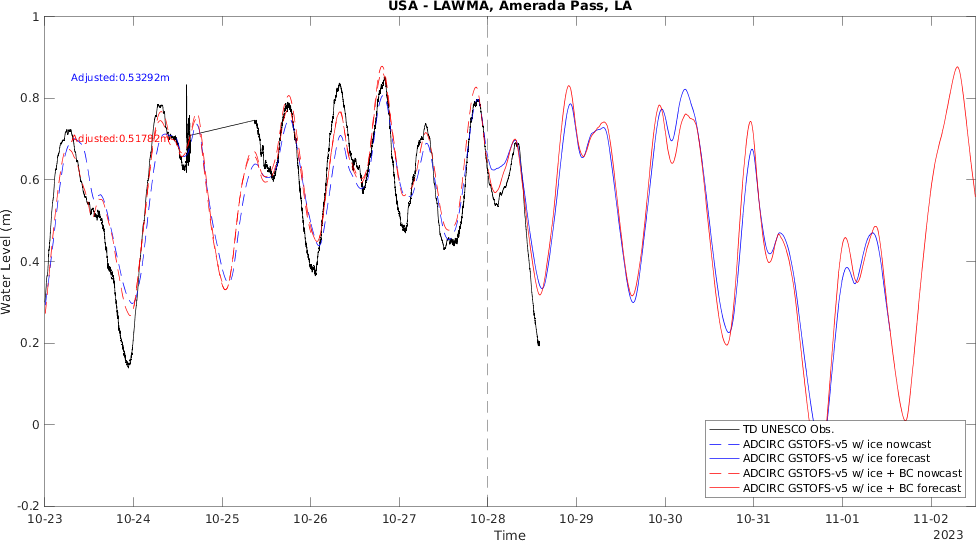 USA - LAWMA, Amerada Pass, LA
Adjusted:0.53292m
Adjusted:0.51782m
Water Level (m)
1
0.8
0.6
0.4
0.2
0
-0.2
TD UNESCO Obs.
ADCIRC GSTOFS-v5 w/ ice nowcast
ADCIRC GSTOFS-v5 w/ ice forecast
ADCIRC GSTOFS-v5 w/ ice + BC nowcast
ADCIRC GSTOFS-v5 w/ ice + BC forecast
10-23 10-24 10-25 10-26 10-27 10-28 10-29 10-30 10-31 11-01 11-02
Time
2023